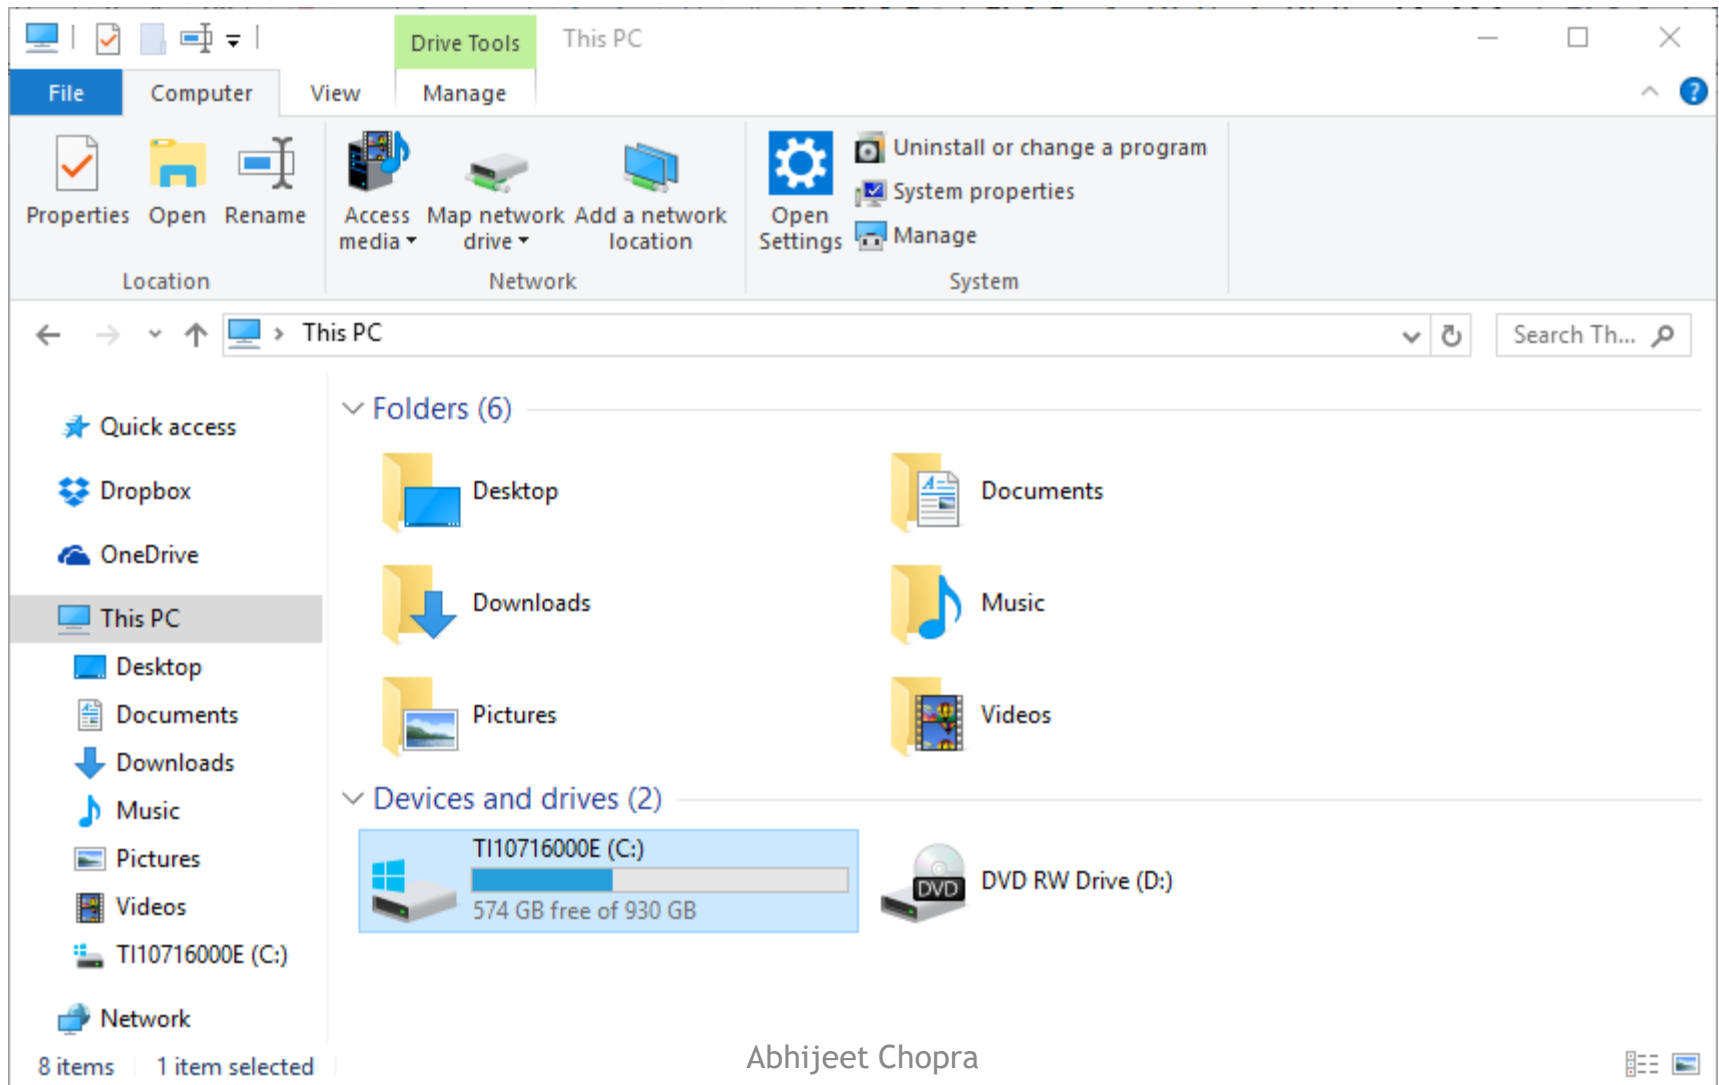 Drive Tools
This PC
File
Computer
View
Manage
Properties
Open
Rename
Access
media
Map network
drive
Add a network
location
Open
Settings
Uninstall or change a program
System properties
Manage
Location
Network
System
This PC
Search Th...
Quick access
Dropbox
OneDrive
This PC
Desktop
Documents
Downloads
Music
Pictures
Videos
TI10716000E (C:)
Network
Folders (6)
Desktop
Documents
Downloads
Music
Pictures
Videos
Devices and drives (2)
TI10716000E (C:)
574 GB free of 930 GB
DVD
DVD RW Drive (D:)
8 items
1 item selected
Abhijeet Chopra